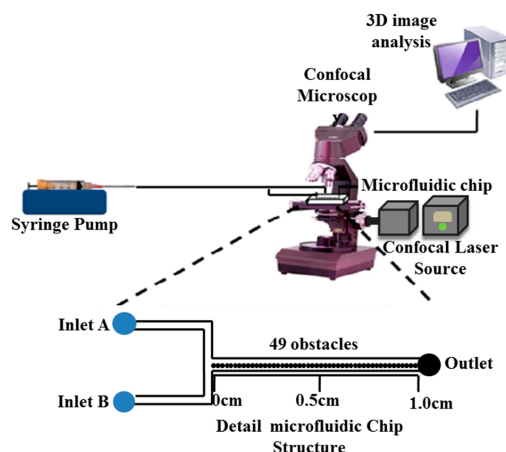 3D image
analysis
Confocal
Microscop
Microfluidic chip
Syringe Pump
Confocal Laser
Source
Inlet A
49 obstacles
Outlet
Inlet B
0cm
0.5cm
1.0cm
Detail microfluidic Chip
Structure